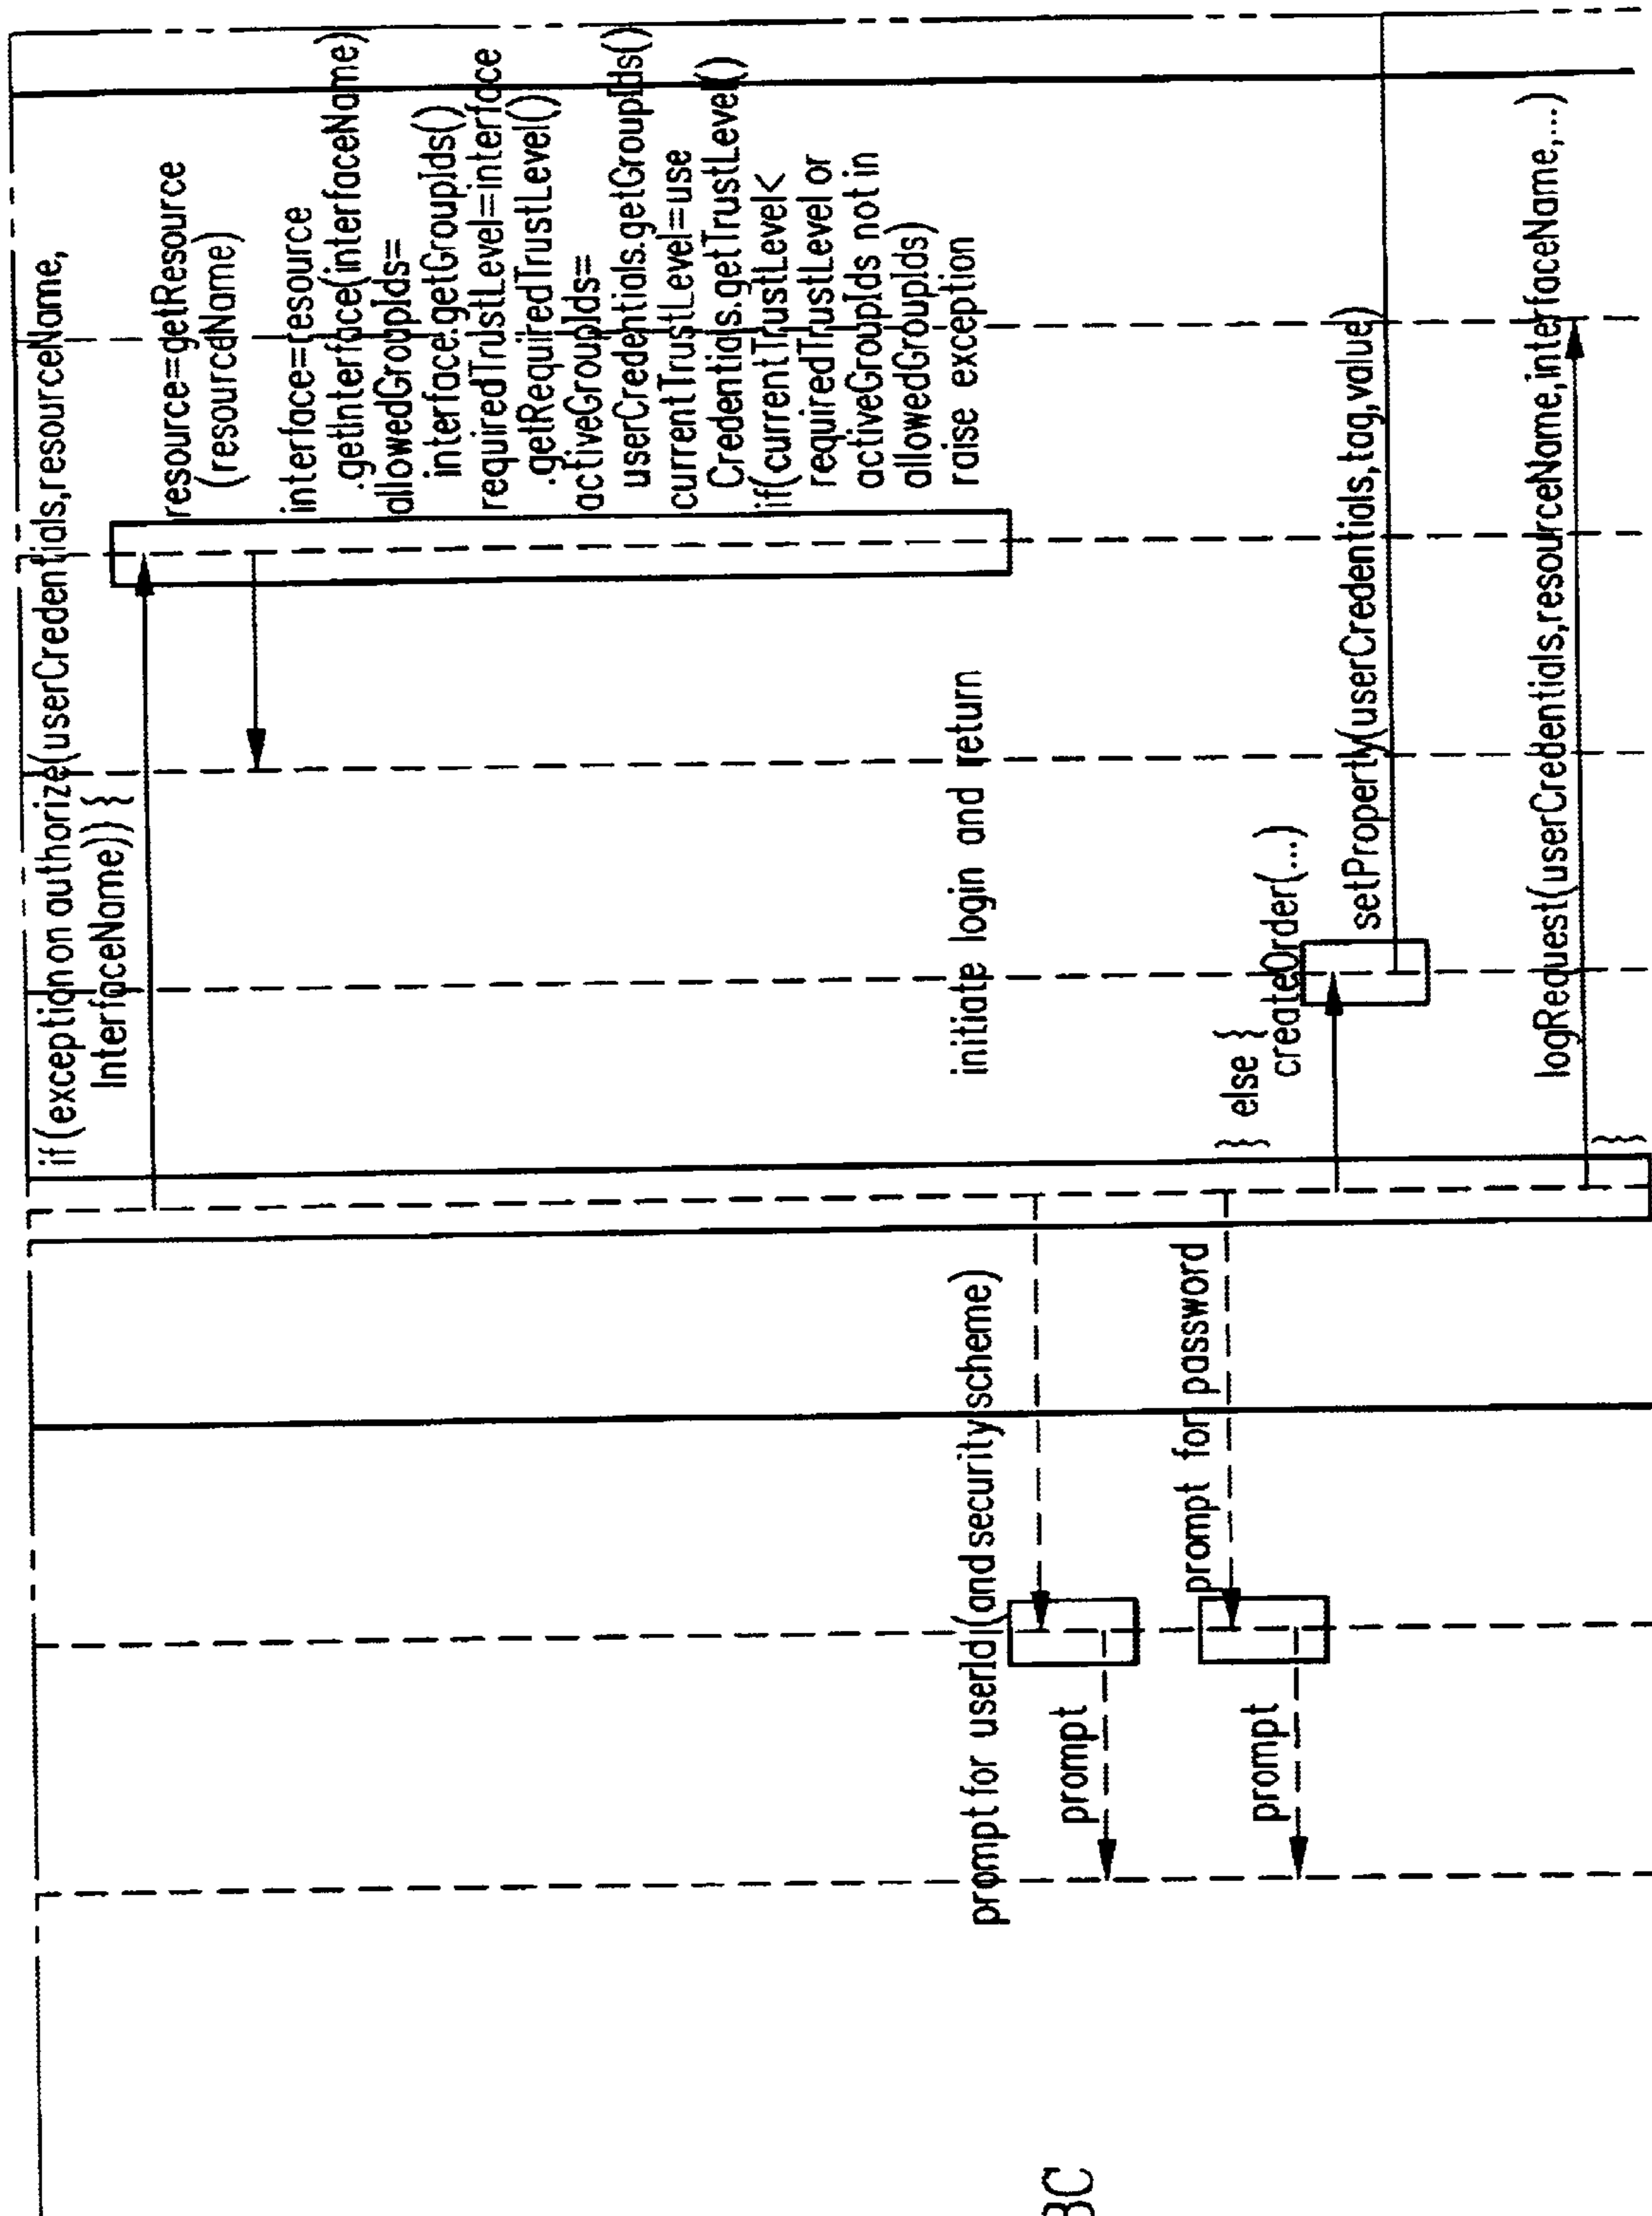 if(exception on authorize(userCredentials,resourceName,
InterfaceName)) {
resource=getResource
(resourceName)
interface=resource
.getInterface(interfaceName)
allowedGroupIds=
interface.getGroupIds()
requiredTrustLevel=interface
.getRequiredTrustLevel()
activeGroupIds=
userCredentials.getGroupIds()
currentTrustLevel=use
Credentials.getTrustLevel()
if(currentTrustLevel<
requiredTrustLevel or
activeGroupIds not in
allowedGroupIds)
raise exception
initiate login and return
prompt for userId (and security scheme)
prompt
prompt for password
prompt
} else {
createOrder(...)
setProperty(userCredentials,tag,value)
logRequest(userCredentials,resourceName,interfaceName,...)
}